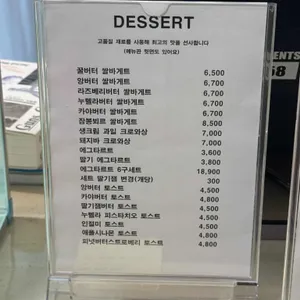 DESSERT
고품질 재료를 사용해 최고의 맛을 선사합니다
꿀버터 쌀바게트 6,500
앙버터 쌀바게트 6,700
라즈베리버터 쌀바게트 6,700
누텔라버터 쌀바게트 6,700
카야버터 쌀바게트 6,700
잠봉뵈르 쌀바게트 8,500
생크림 과일 크로와상 7,000
돼지바 크로와상 7,000
에그타르트 3,600
딸기 에그타르트 3,800
에그타르트 6구세트 18,900
세트 딸기맛 변경(개당) 300
앙버터 토스트 4,500
카야버터 토스트 4,800
딸기잼버터 토스트 4,500
누텔라 피스타치오 토스트 4,800
인절미 토스트 4,500
애플시나몬 토스트 4,800
피넛버터스트로베리 토스트 4,800